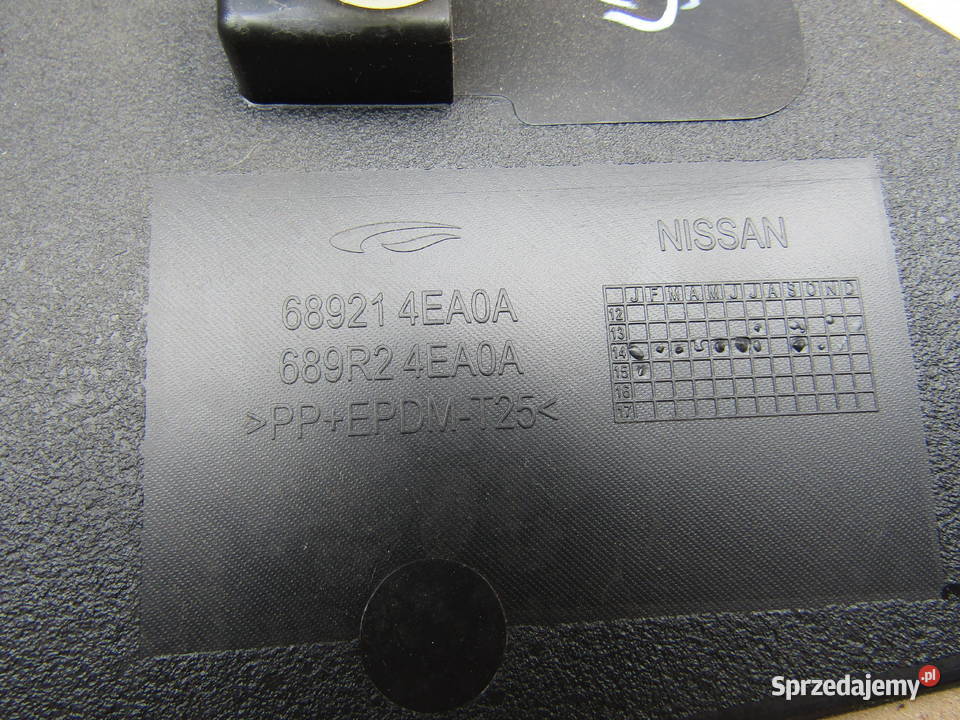 NISSAN
68921 4EA0A
689R2 4EA0A
>PP+EPDM-T25<
J F M A M J J A S O N D
12
13
14
15
16
17
Sprzedajemy.pl